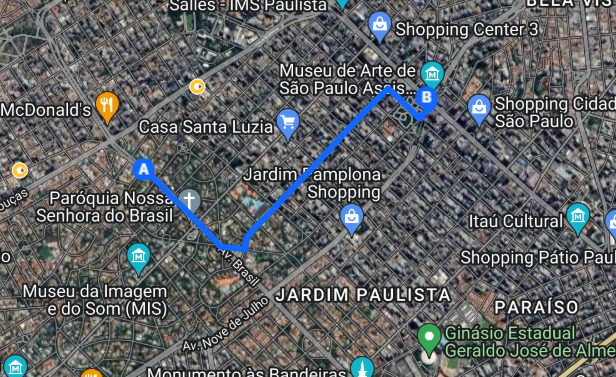 BELA VIS
Salles - IMS Paulista
Shopping Center 3
Museu de Arte de
São Paulo Assis...
B
McDonald's
Shopping Cidad
São Paulo
Casa Santa Luzia
A
Jardim Pamplona
Shopping
ouças
Paróquia Nossa
Senhora do Brasil
Itaú Cultural
Av. Brasil
o
Shopping Pátio Paul
Museu da Imagem
e do Som (MIS)
JARDIM PAULISTA
PARAÍSO
Av. Nove de Julho
Ginásio Estadual
Geraldo José de Alme
Monumento às Bandeiras